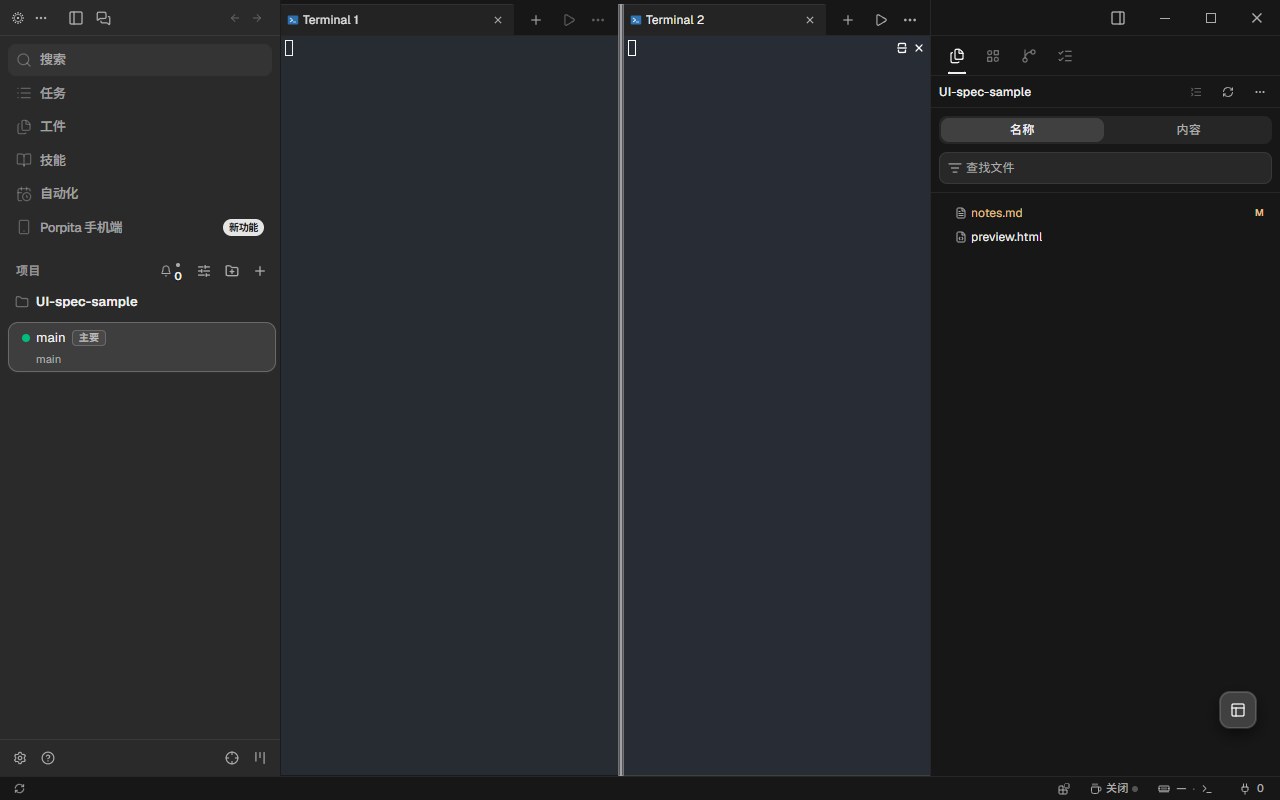 Terminal 1
Terminal 2
搜索
任务
工件
技能
自动化
Porpita 手机端
新功能
项目
0
UI-spec-sample
main
主要
main
UI-spec-sample
名称
内容
查找文件
notes.md
M
preview.html
关闭
0